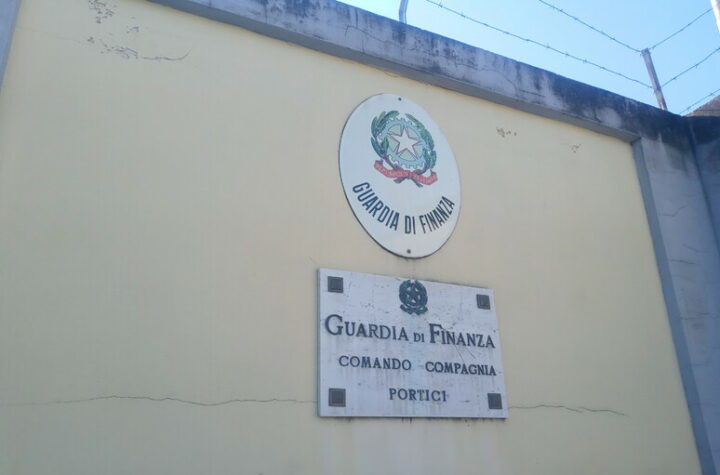 GUARDIA DI FINANZA
GUARDIA DI FINANZA
COMANDO COMPAGNIA
PORTICI